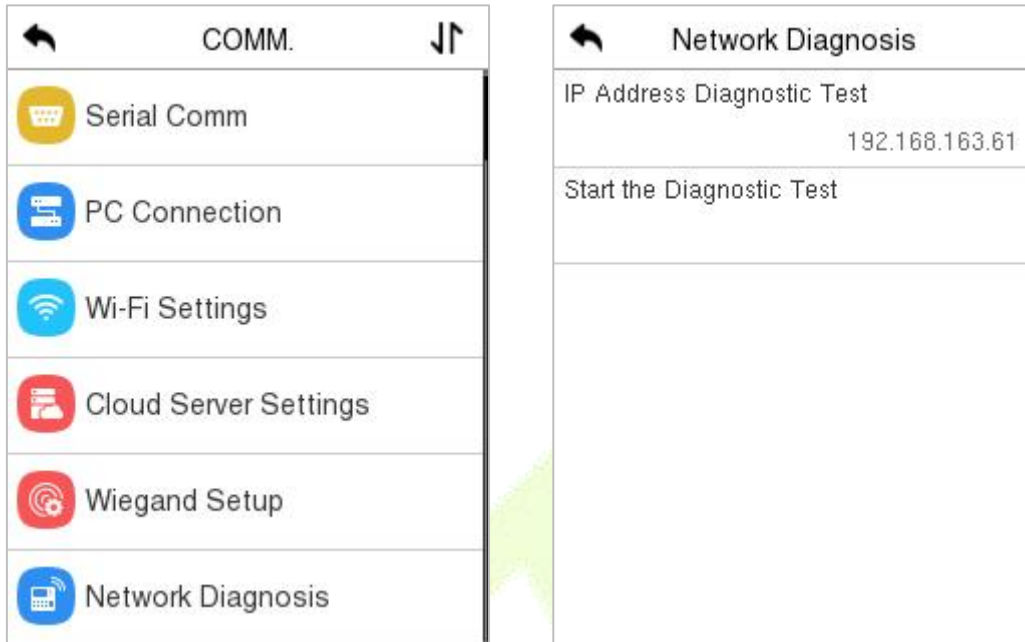 COMM.
Serial Comm
PC Connection
Wi-Fi Settings
Cloud Server Settings
Wiegand Setup
Network Diagnosis
Network Diagnosis
IP Address Diagnostic Test
192.168.163.61
Start the Diagnostic Test